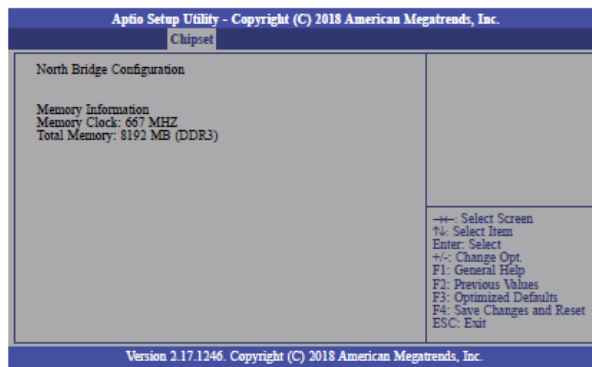 Aptio Setup Utility - Copyright (C) 2018 American Megatrends, Inc.
Chipset
North Bridge Configuration
Memory Information
Memory Clock: 667 MHZ
Total Memory: 8192 MB (DDR3)
→←: Select Screen
↑↓: Select Item
Enter: Select
+/-: Change Opt.
F1: General Help
F2: Previous Values
F3: Optimized Defaults
F4: Save Changes and Reset
ESC: Exit
Version 2.17.1246. Copyright (C) 2018 American Megatrends, Inc.